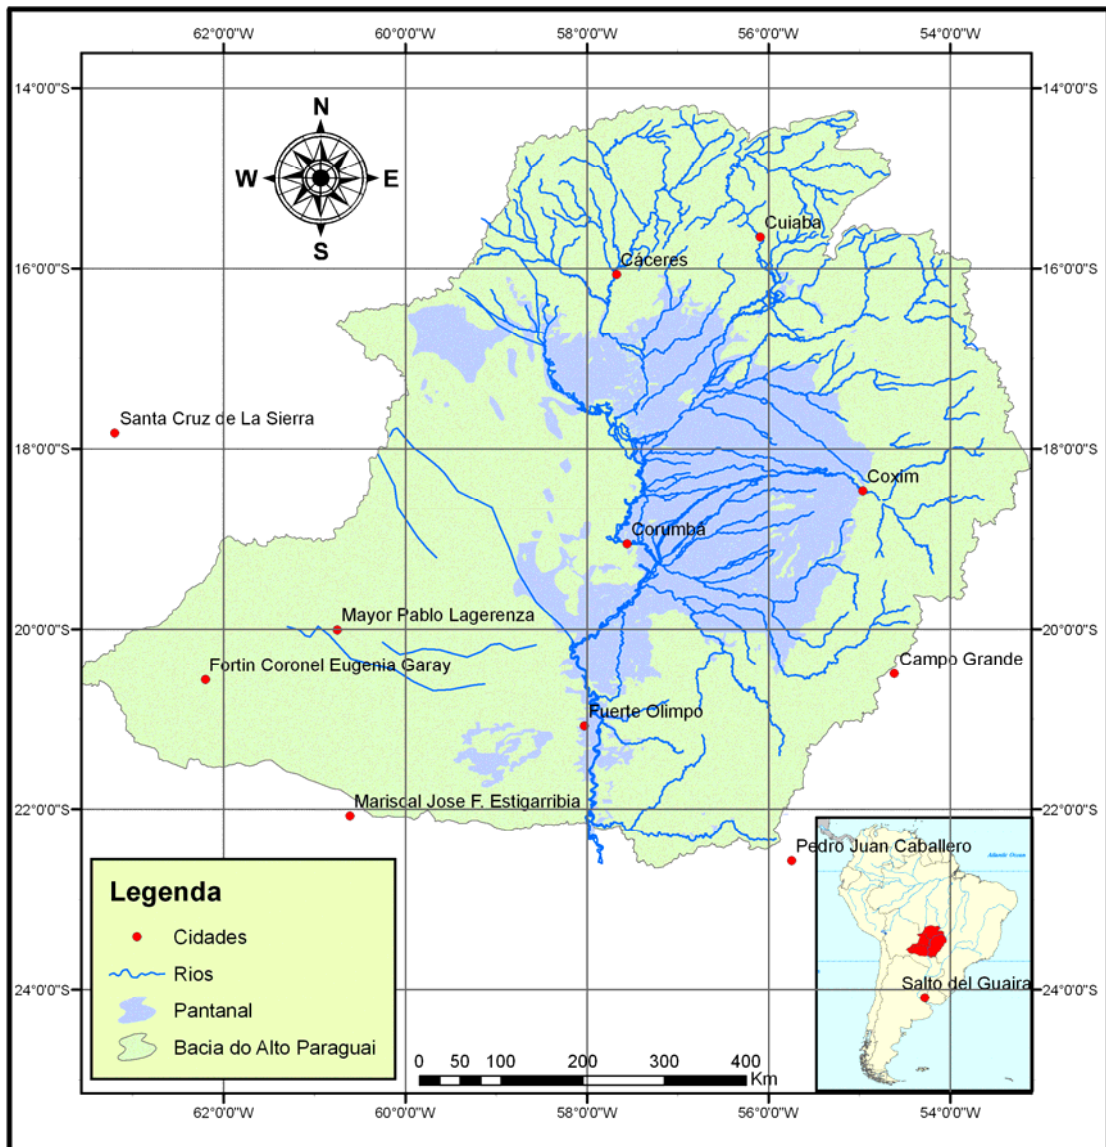 62°0'0"W 60°0'0"W 58°0'0"W 56°0'0"W 54°0'0"W
14°0'0"S 14°0'0"S
N
W E
S
Cuiaba
Cáceres
16°0'0"S 16°0'0"S
Santa Cruz de La Sierra
18°0'0"S 18°0'0"S
Coxim
Corumbá
Mayor Pablo Lagerenza
20°0'0"S 20°0'0"S
Fortin Coronel Eugenia Garay
Campo Grande
Fuerte Olimpo
Mariscal Jose F. Estigarribia
22°0'0"S 22°0'0"S
Pedro Juan Caballero
Atlantic Ocean
Legenda
Cidades
Rios
Pantanal
Bacia do Alto Paraguai
Salto del Guaira
24°0'0"S 24°0'0"S
0 50 100 200 300 400
Km
62°0'0"W 60°0'0"W 58°0'0"W 56°0'0"W 54°0'0"W